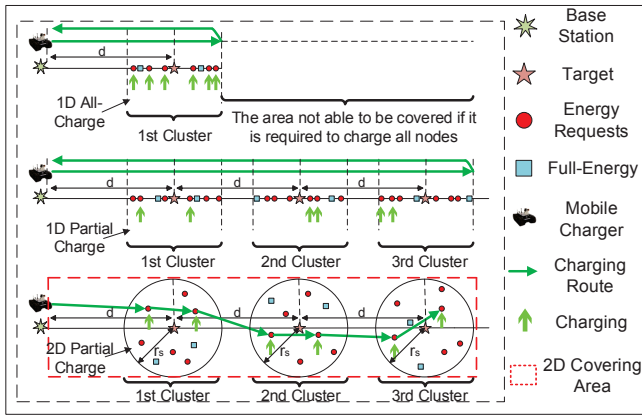 d
1D All-
Charge
1st Cluster
The area not able to be covered if it
is required to charge all nodes
d
d
d
1D Partial
Charge
1st Cluster
2nd Cluster
3rd Cluster
d
d
d
2D Partial
Charge
rs
rs
rs
1st Cluster
2nd Cluster
3rd Cluster
Base
Station
Target
Energy
Requests
Full-Energy
Mobile
Charger
Charging
Route
Charging
2D Covering
Area